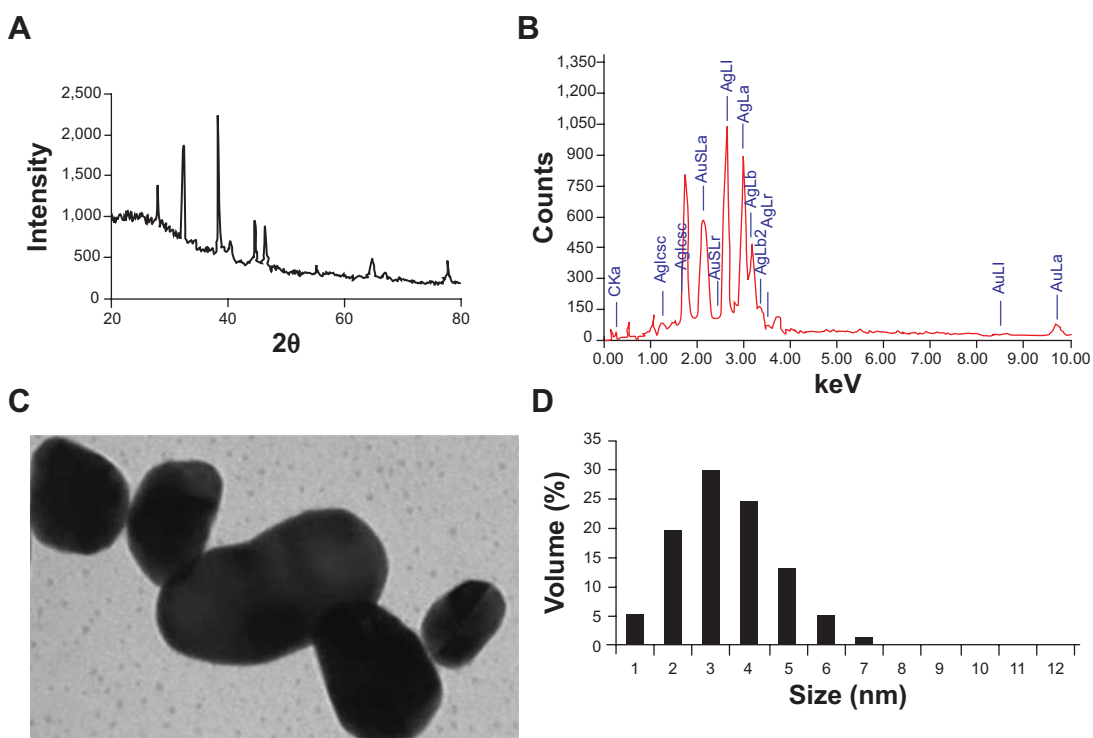 A
2,500
2,000
1,500
1,000
500
0
Intensity
20 40 60 80
2θ
B
1,350
1,200
1,050
900
750
600
450
300
150
0
Counts
CKa
AgIcsc
AgIcsc
AuSLa
AuSLr
AgLI
AgLa
AgLb
AgLb2
AgLr
AuLI
AuLa
0.00 1.00 2.00 3.00 4.00 5.00 6.00 7.00 8.00 9.00 10.00
keV
C
D
35
30
25
20
15
10
5
0
Volume (%)
1 2 3 4 5 6 7 8 9 10 11 12
Size (nm)